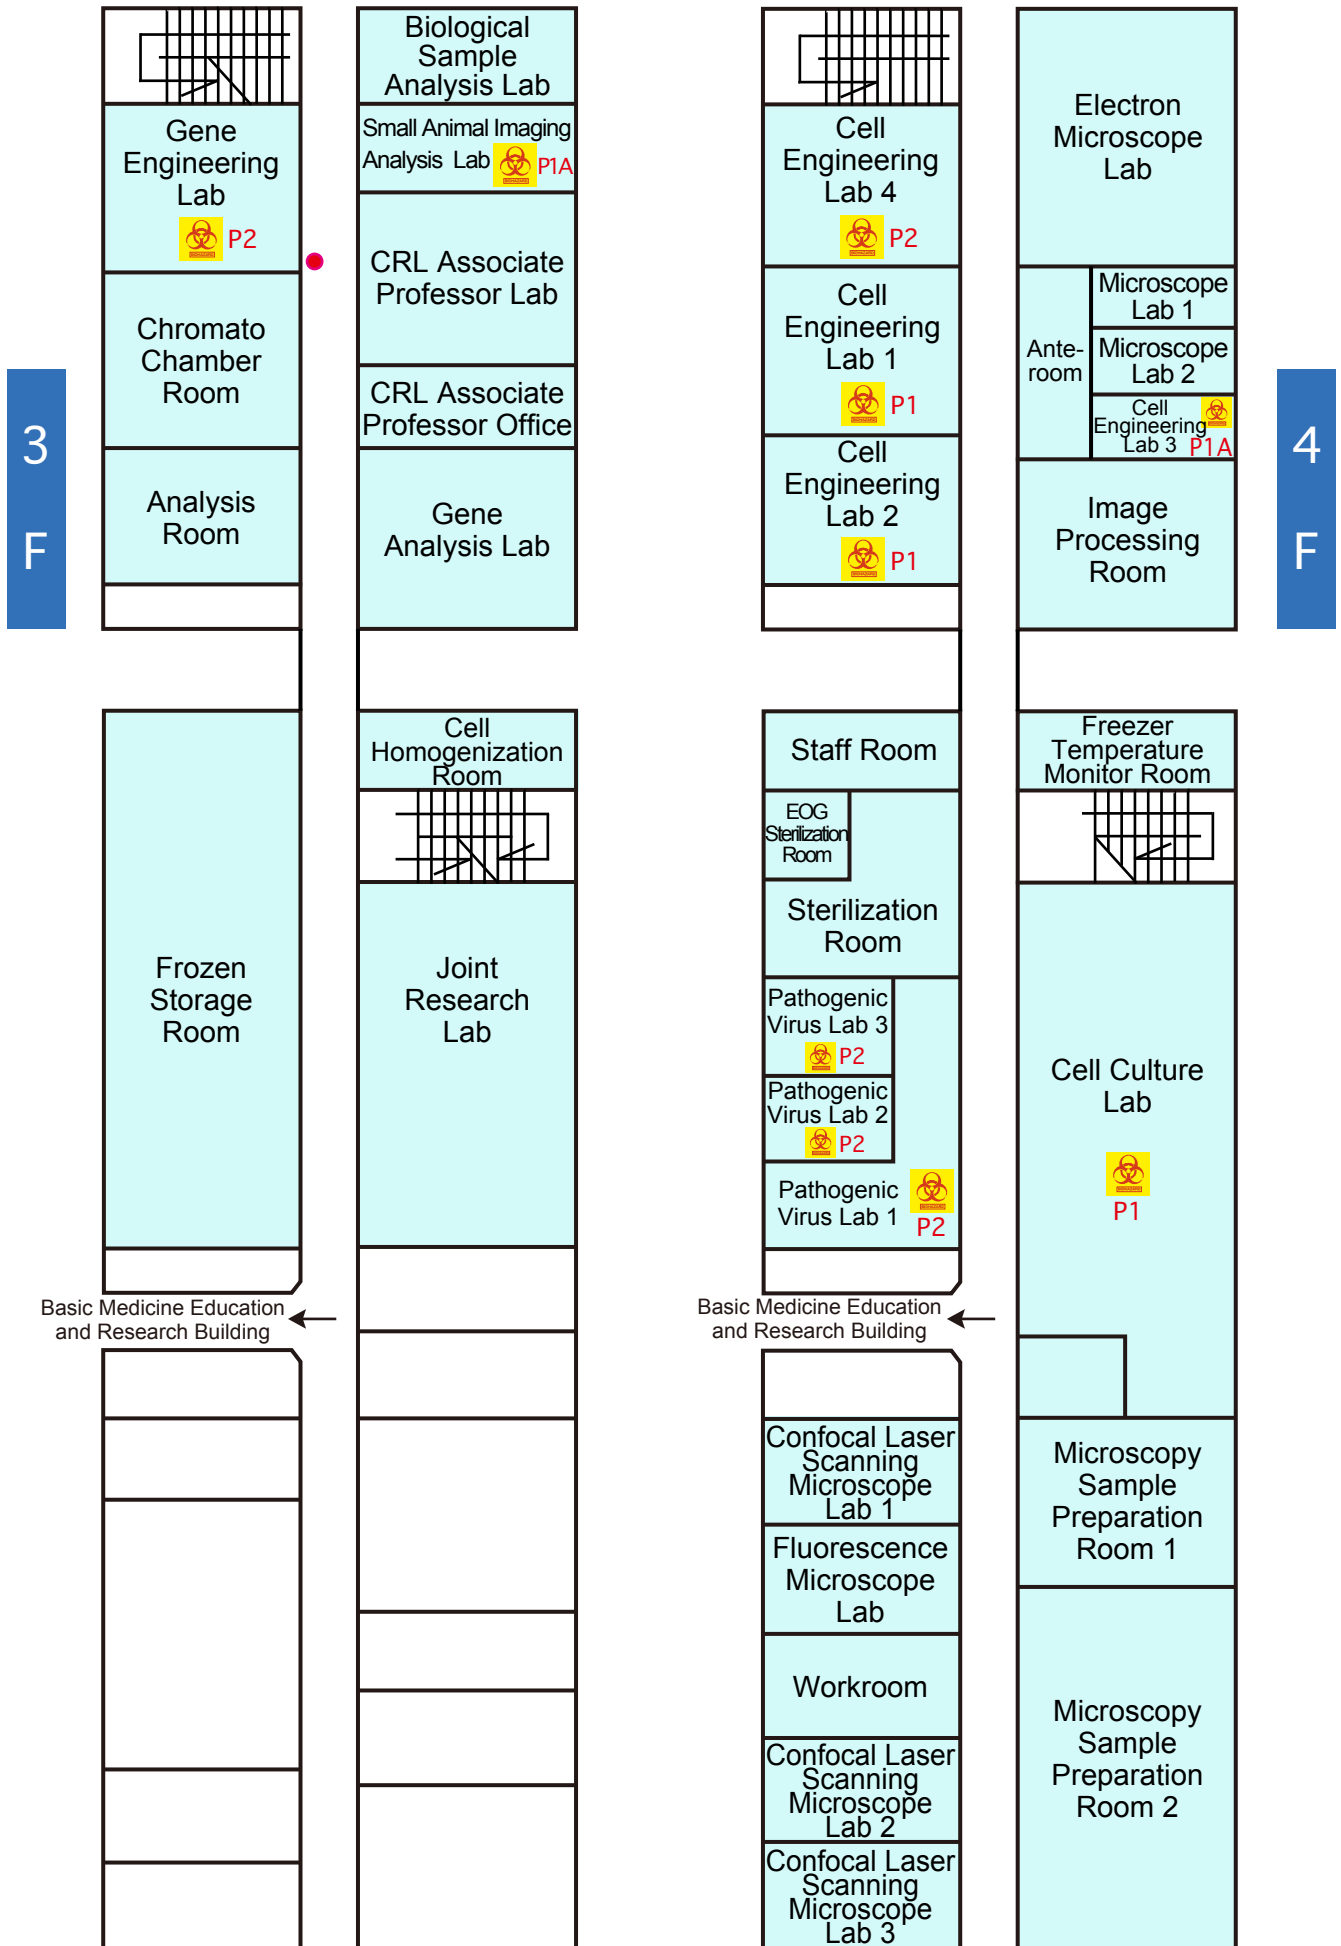 3
F
Gene
Engineering
Lab
P2
Chromato
Chamber
Room
Analysis
Room
Frozen
Storage
Room
Basic Medicine Education
and Research Building
Biological
Sample
Analysis Lab
Small Animal Imaging
Analysis Lab
P1A
CRL Associate
Professor Lab
CRL Associate
Professor Office
Gene
Analysis Lab
Cell
Homogenization
Room
Joint
Research
Lab
Cell
Engineering
Lab 4
P2
Cell
Engineering
Lab 1
P1
Cell
Engineering
Lab 2
P1
Staff Room
EOG
Sterilization
Room
Sterilization
Room
Pathogenic
Virus Lab 3
P2
Pathogenic
Virus Lab 2
P2
Pathogenic
Virus Lab 1
P2
Basic Medicine Education
and Research Building
Confocal Laser
Scanning
Microscope
Lab 1
Fluorescence
Microscope
Lab
Workroom
Confocal Laser
Scanning
Microscope
Lab 2
Confocal Laser
Scanning
Microscope
Lab 3
Electron
Microscope
Lab
Ante-
room
Microscope
Lab 1
Microscope
Lab 2
Cell
Engineering
Lab 3
P1A
Image
Processing
Room
Freezer
Temperature
Monitor Room
Cell Culture
Lab
P1
Microscopy
Sample
Preparation
Room 1
Microscopy
Sample
Preparation
Room 2
4
F